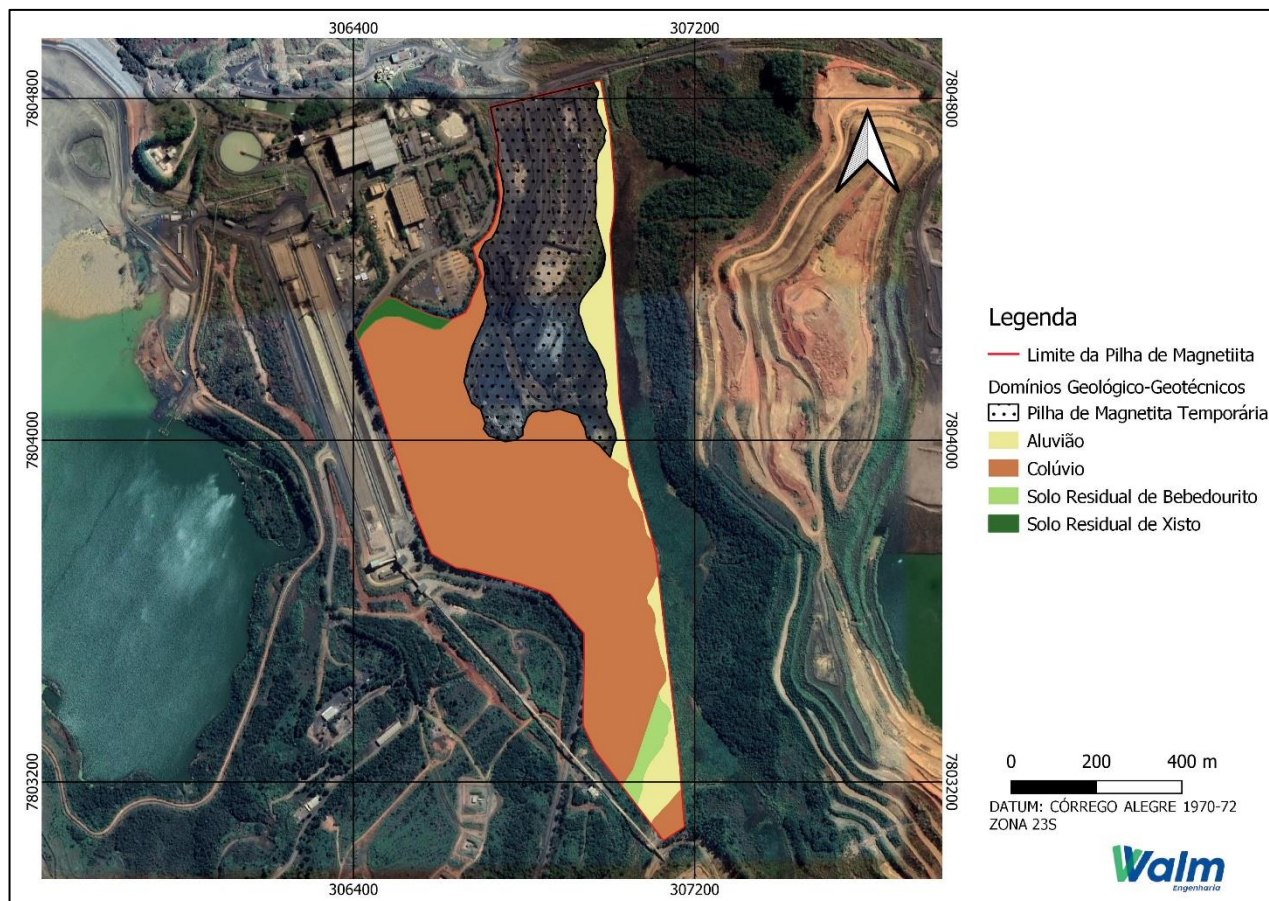 306400
307200
7804800
7804800
7804000
7804000
7803200
7803200
306400
307200
Legenda
Limite da Pilha de Magnetiita
Domínios Geológico-Geotécnicos
Pilha de Magnetita Temporária
Aluvião
Colúvio
Solo Residual de Bebedourito
Solo Residual de Xisto
0 200 400 m
DATUM: CÓRREGO ALEGRE 1970-72
ZONA 23S
Walm
Engenharia